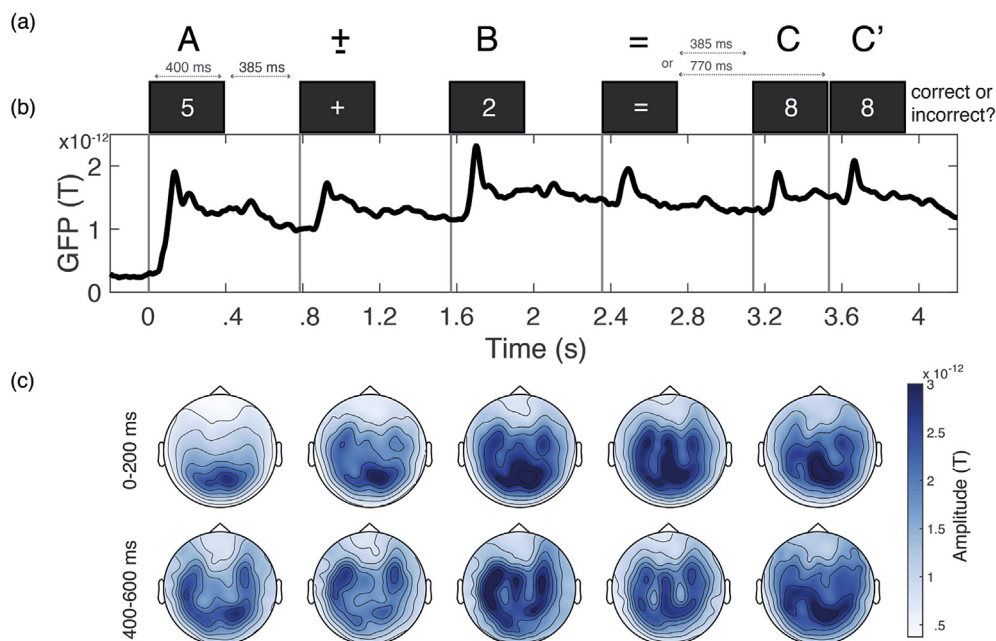 (a)
A ± B = C C’
400 ms 385 ms 385 ms
or 770 ms
(b)
5 + 2 = 8 8 correct or
incorrect?
x10-12
2
1
0
GFP (T)
0 .4 .8 1.2 1.6 2 2.4 2.8 3.2 3.6 4
Time (s)
(c)
0-200 ms
400-600 ms
x 10-12
3
2.5
2
1.5
1
.5
Amplitude (T)